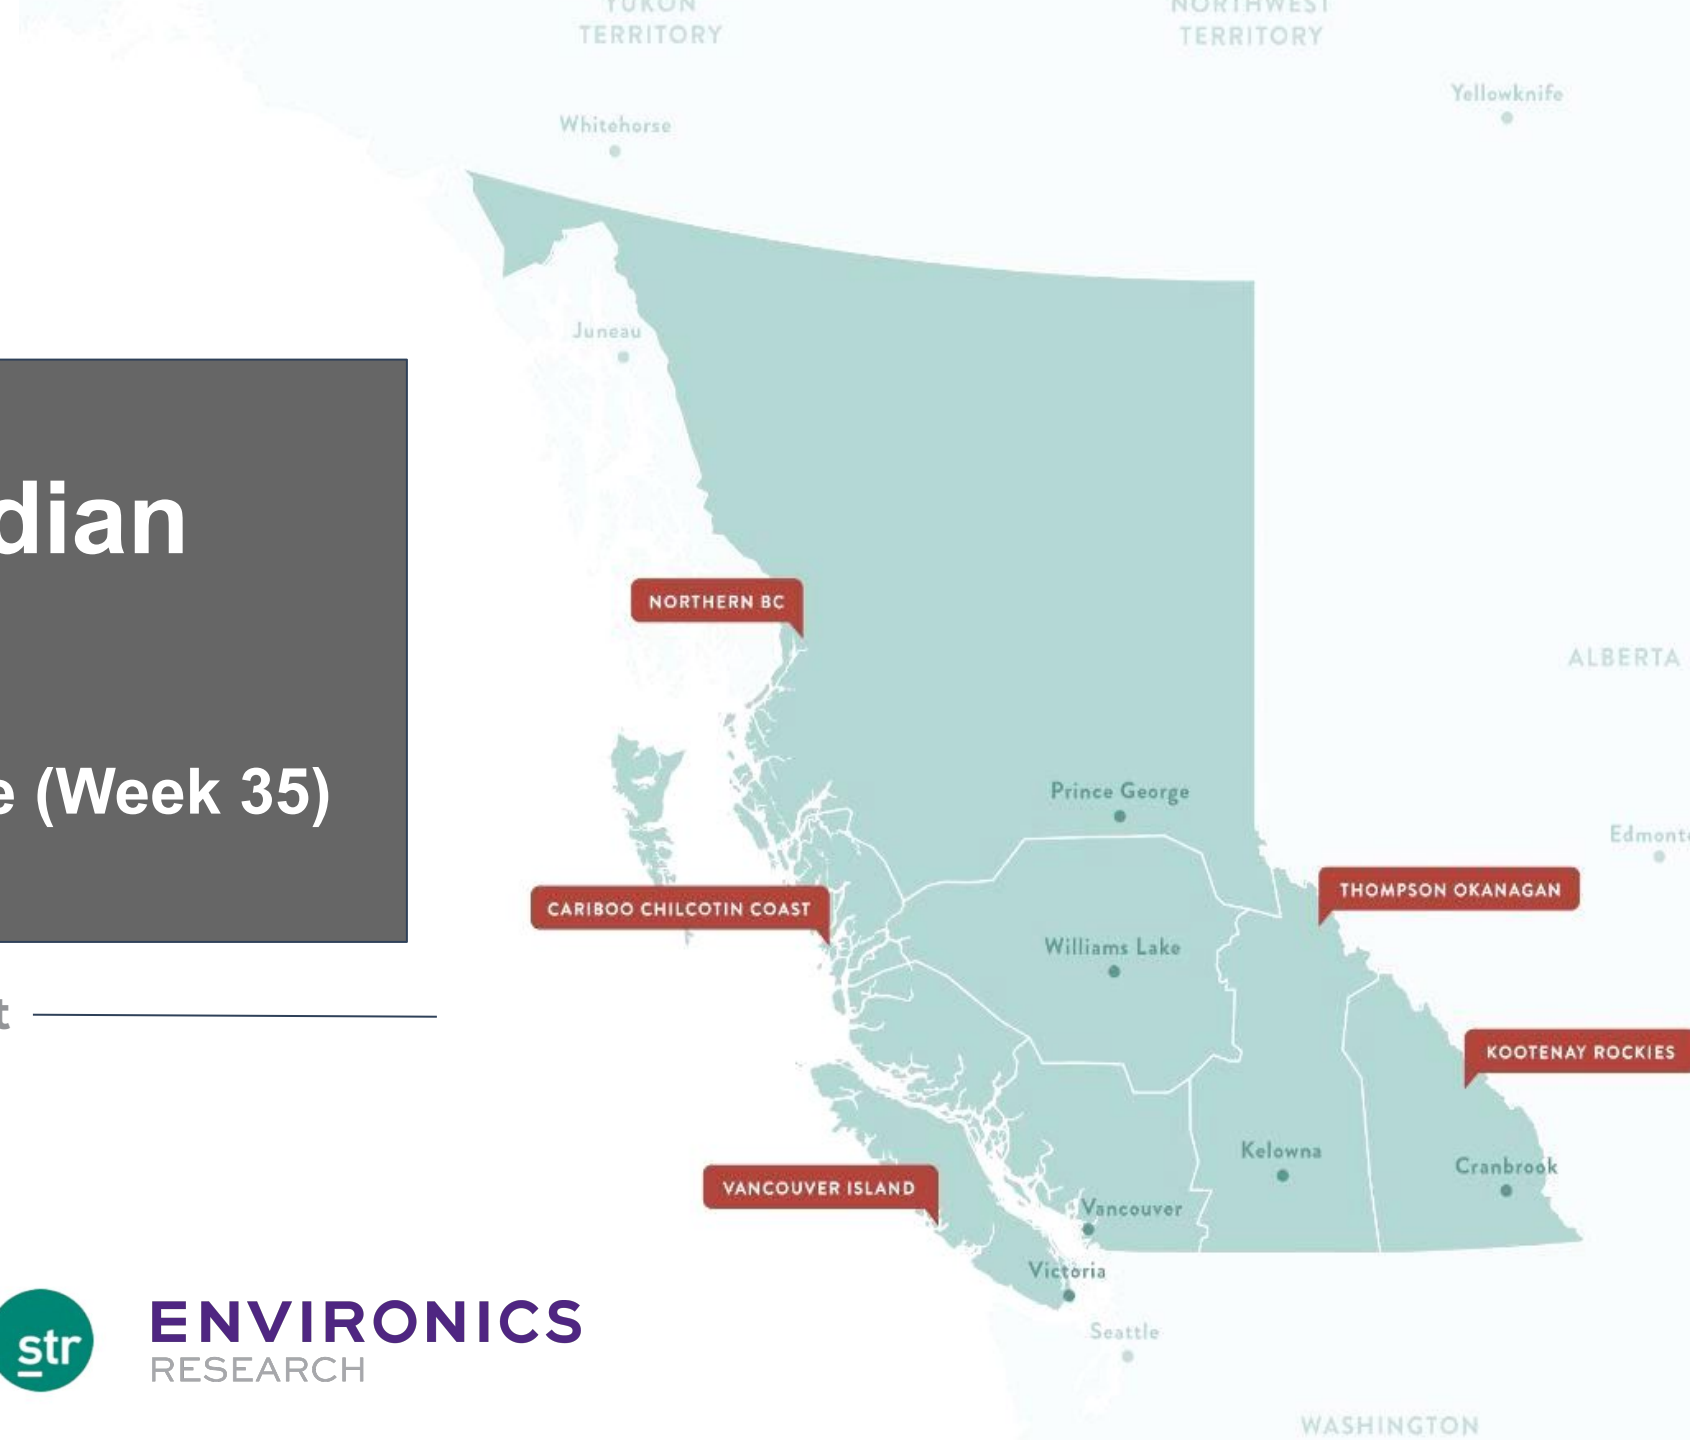 YUKON
TERRITORY
NORTHWEST
TERRITORY
Yellowknife
Whitehorse
Juneau
dian
NORTHERN BC
ALBERTA
e (Week 35)
Prince George
Edmonto
THOMPSON OKANAGAN
CARIBOO CHILCOTIN COAST
Williams Lake
t
KOOTENAY ROCKIES
Kelowna
Cranbrook
VANCOUVER ISLAND
Vancouver
Victoria
str
ENVIRONICS
RESEARCH
Seattle
WASHINGTON